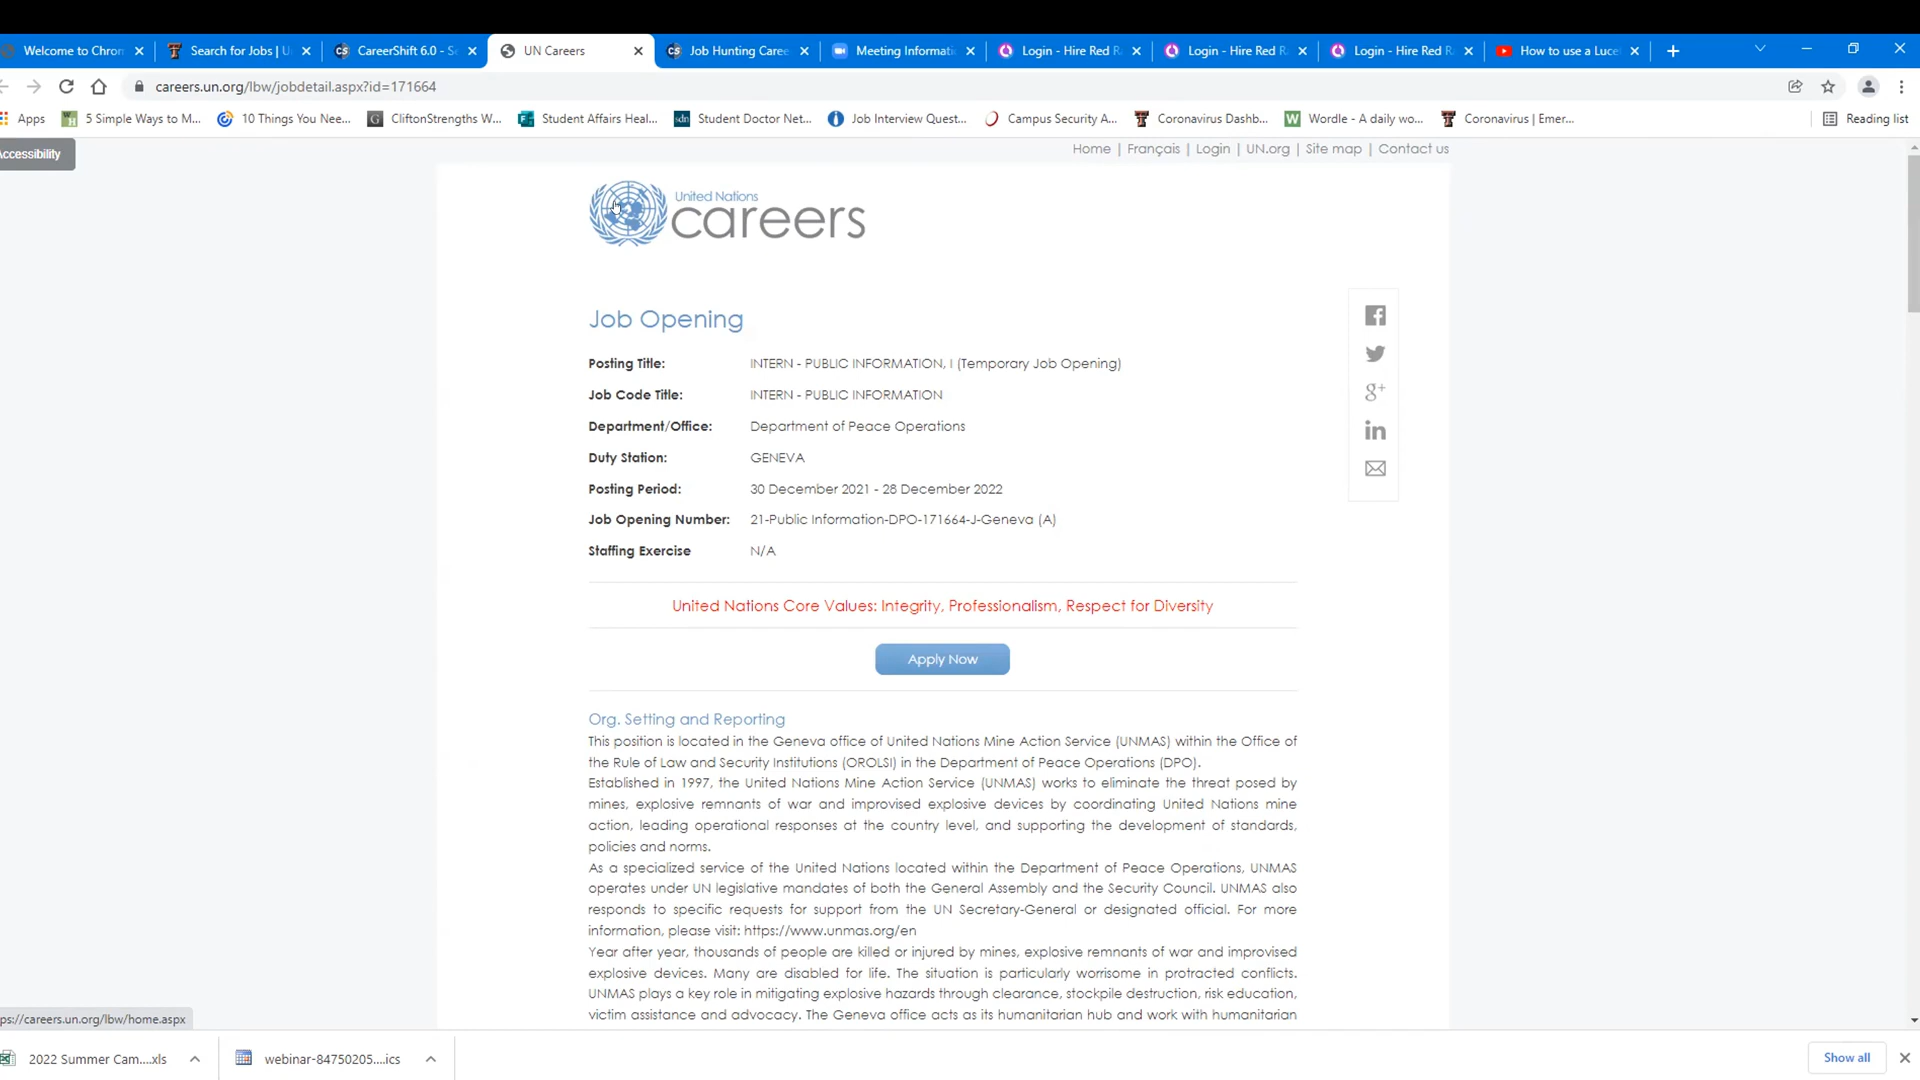 Welcome to Chrom
Search for Jobs | U
CareerShift 6.0 - S
UN Careers
Job Hunting Caree
Meeting Informati
Login - Hire Red R
Login - Hire Red R
Login - Hire Red R
How to use a Luce
careers.un.org/lbw/jobdetail.aspx?id=171664
Apps
5 Simple Ways to M...
10 Things You Nee...
CliftonStrengths W...
Student Affairs Heal...
Student Doctor Net...
Job Interview Quest...
Campus Security A...
Coronavirus Dashb...
Wordle - A daily wo...
Coronavirus | Emer...
Reading list
Accessibility
Home | Français | Login | UN.org | Site map | Contact us
United Nations
careers
Job Opening
Posting Title: INTERN - PUBLIC INFORMATION, I (Temporary Job Opening)
Job Code Title: INTERN - PUBLIC INFORMATION
Department/Office: Department of Peace Operations
Duty Station: GENEVA
Posting Period: 30 December 2021 - 28 December 2022
Job Opening Number: 21-Public Information-DPO-171664-J-Geneva (A)
Staffing Exercise N/A
United Nations Core Values: Integrity, Professionalism, Respect for Diversity
Apply Now
Org. Setting and Reporting
This position is located in the Geneva office of United Nations Mine Action Service (UNMAS) within the Office of
the Rule of Law and Security Institutions (OROLSI) in the Department of Peace Operations (DPO).
Established in 1997, the United Nations Mine Action Service (UNMAS) works to eliminate the threat posed by
mines, explosive remnants of war and improvised explosive devices by coordinating United Nations mine
action, leading operational responses at the country level, and supporting the development of standards,
policies and norms.
As a specialized service of the United Nations located within the Department of Peace Operations, UNMAS
operates under UN legislative mandates of both the General Assembly and the Security Council. UNMAS also
responds to specific requests for support from the UN Secretary-General or designated official. For more
information, please visit: https://www.unmas.org/en
Year after year, thousands of people are killed or injured by mines, explosive remnants of war and improvised
explosive devices. Many are disabled for life. The situation is particularly worrisome in protracted conflicts.
UNMAS plays a key role in mitigating explosive hazards through clearance, stockpile destruction, risk education,
victim assistance and advocacy. The Geneva office acts as its humanitarian hub and work with humanitarian
ps://careers.un.org/lbw/home.aspx
2022 Summer Cam....xls
webinar-84750205....ics
Show all